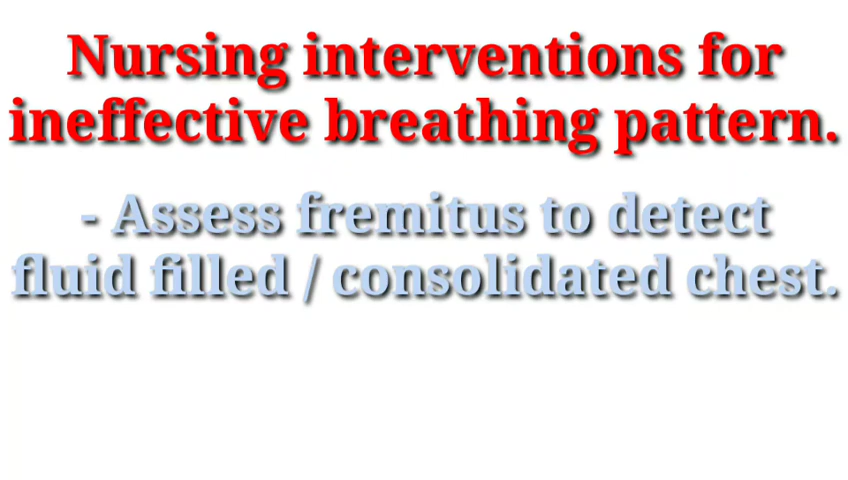 Nursing interventions for
ineffective breathing pattern.
- Assess fremitus to detect
fluid filled / consolidated chest.